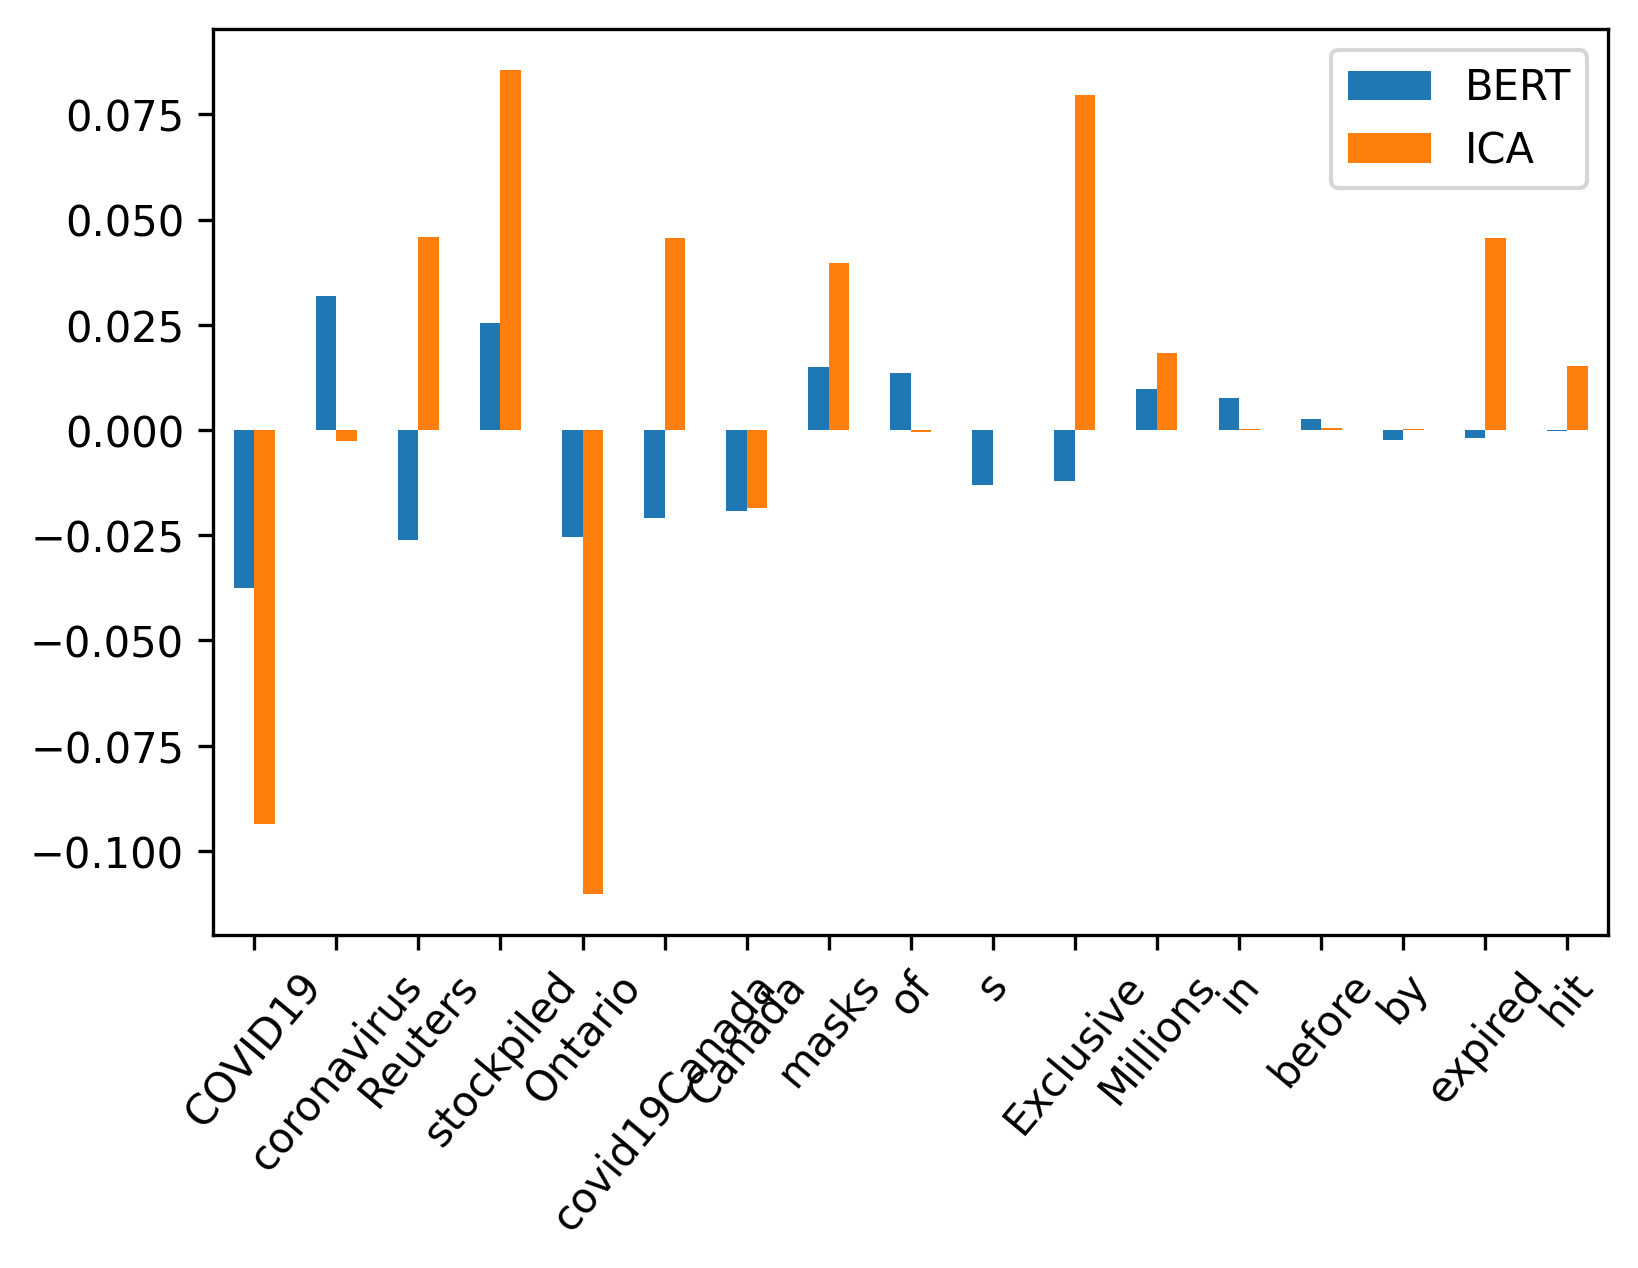 BERT
ICA
0.075
0.050
0.025
0.000
−0.025
−0.050
−0.075
−0.100
COVID19
coronavirus
Reuters
stockpiled
Ontario
covid19Canada
Canada
masks
of
s
Exclusive
Millions
in
before
by
expired
hit